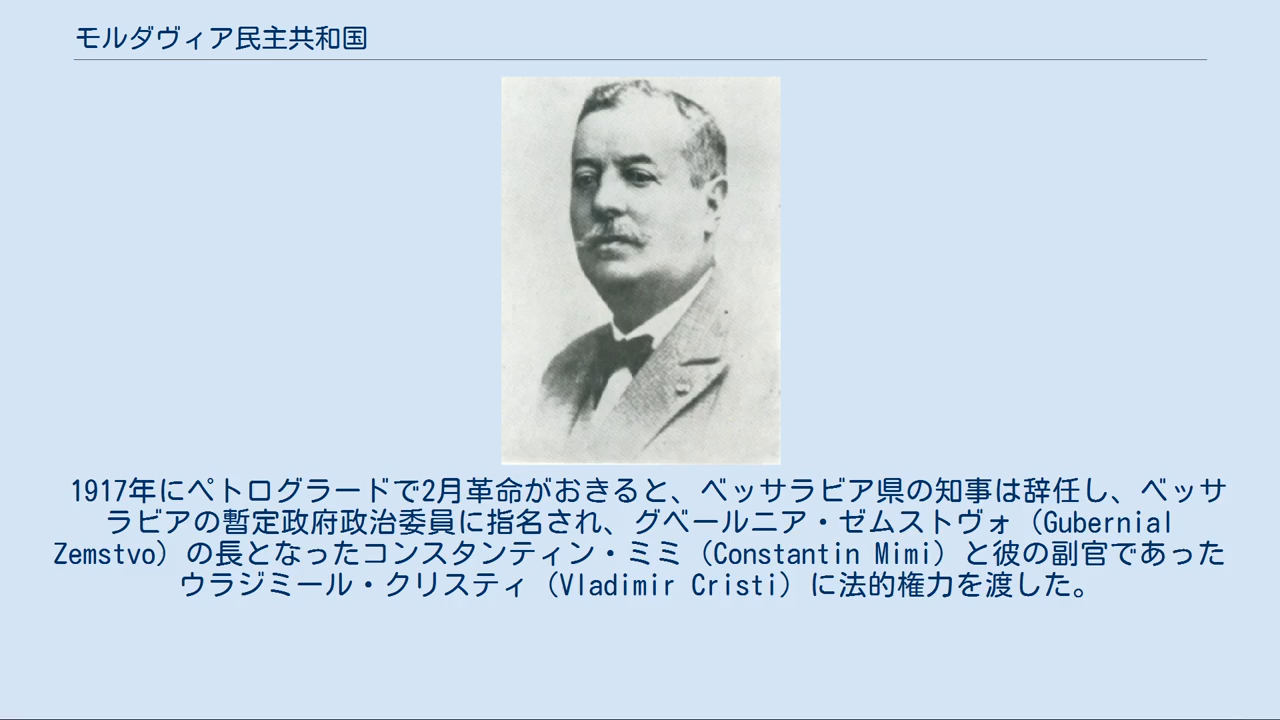 モルダヴィア民主共和国
1917年にペトログラードで2月革命がおきると、ベッサラビア県の知事は辞任し、ベッサ
ラビアの暫定政府政治委員に指名され、グベールニア・ゼムストヴォ（Gubernial
Zemstvo）の長となったコンスタンティン・ミミ（Constantin Mimi）と彼の副官であった
ウラジミール・クリスティ（Vladimir Cristi）に法的権力を渡した。